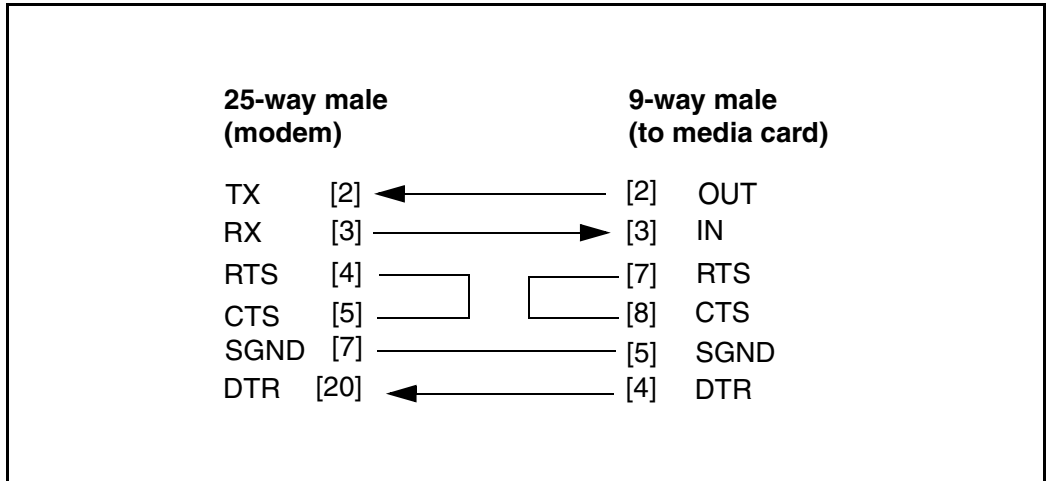 25-way male 9-way male
(modem) (to media card)
TX [2] [2] OUT
RX [3] [3] IN
RTS [4] [7] RTS
CTS [5] [8] CTS
SGND [7] [5] SGND
DTR [20] [4] DTR